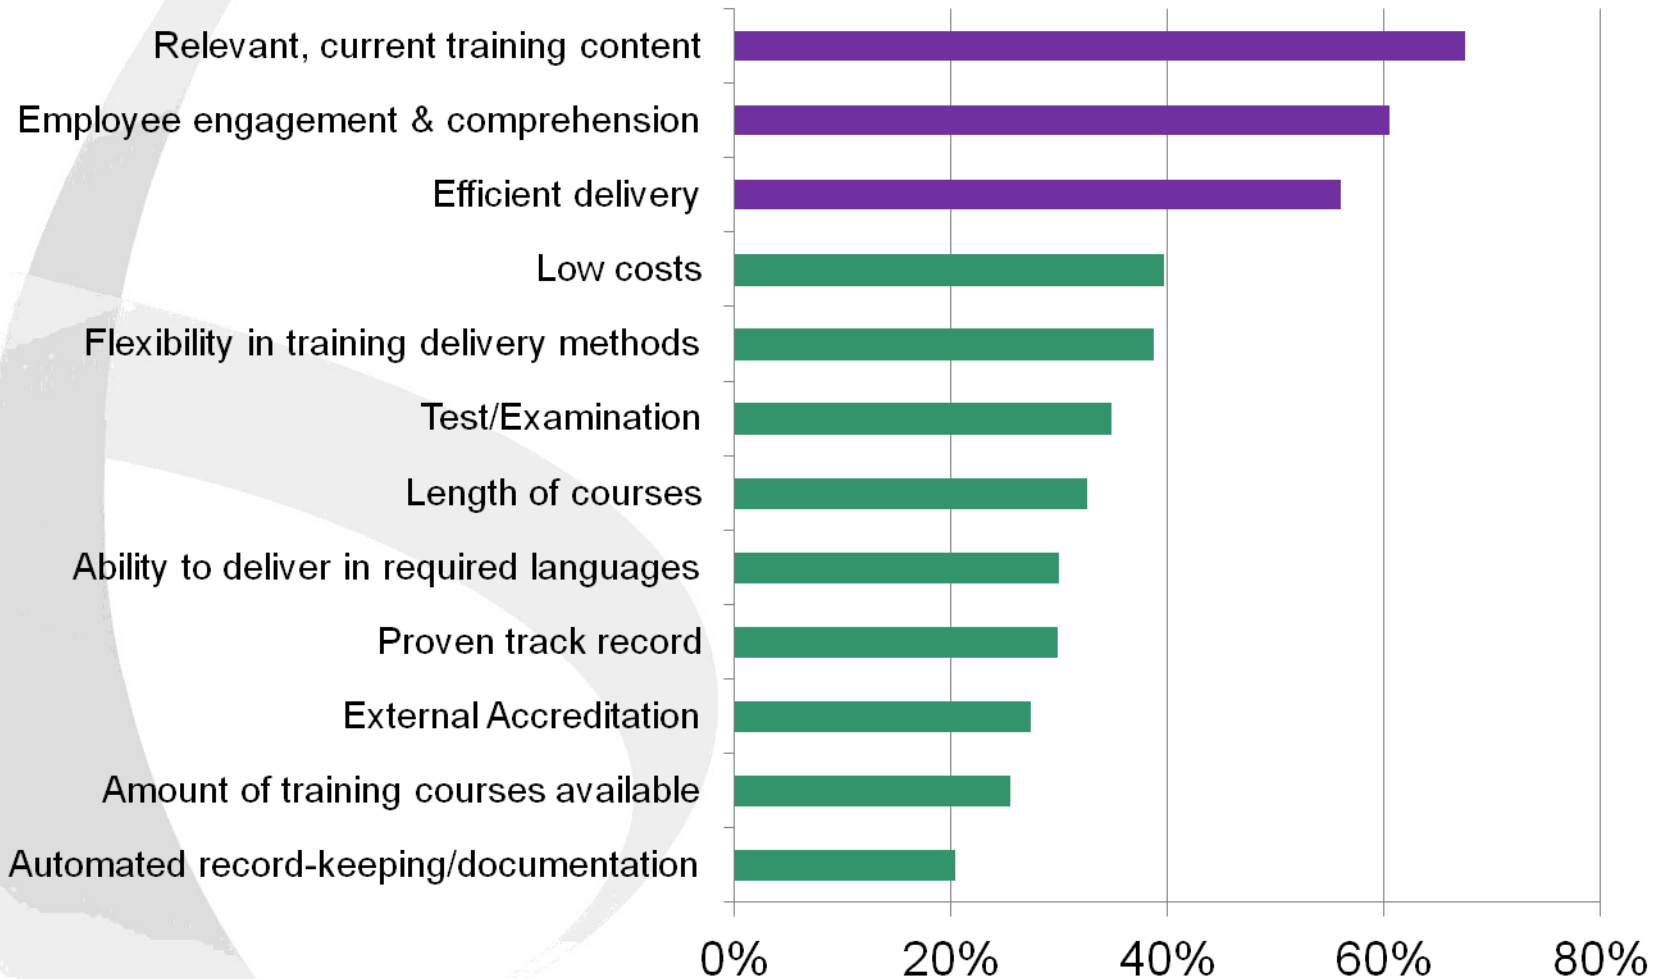 Relevant, current training content
Employee engagement & comprehension
Efficient delivery
Low costs
Flexibility in training delivery methods
Test/Examination
Length of courses
Ability to deliver in required languages
Proven track record
External Accreditation
Amount of training courses available
Automated record-keeping/documentation
0% 20% 40% 60% 80%